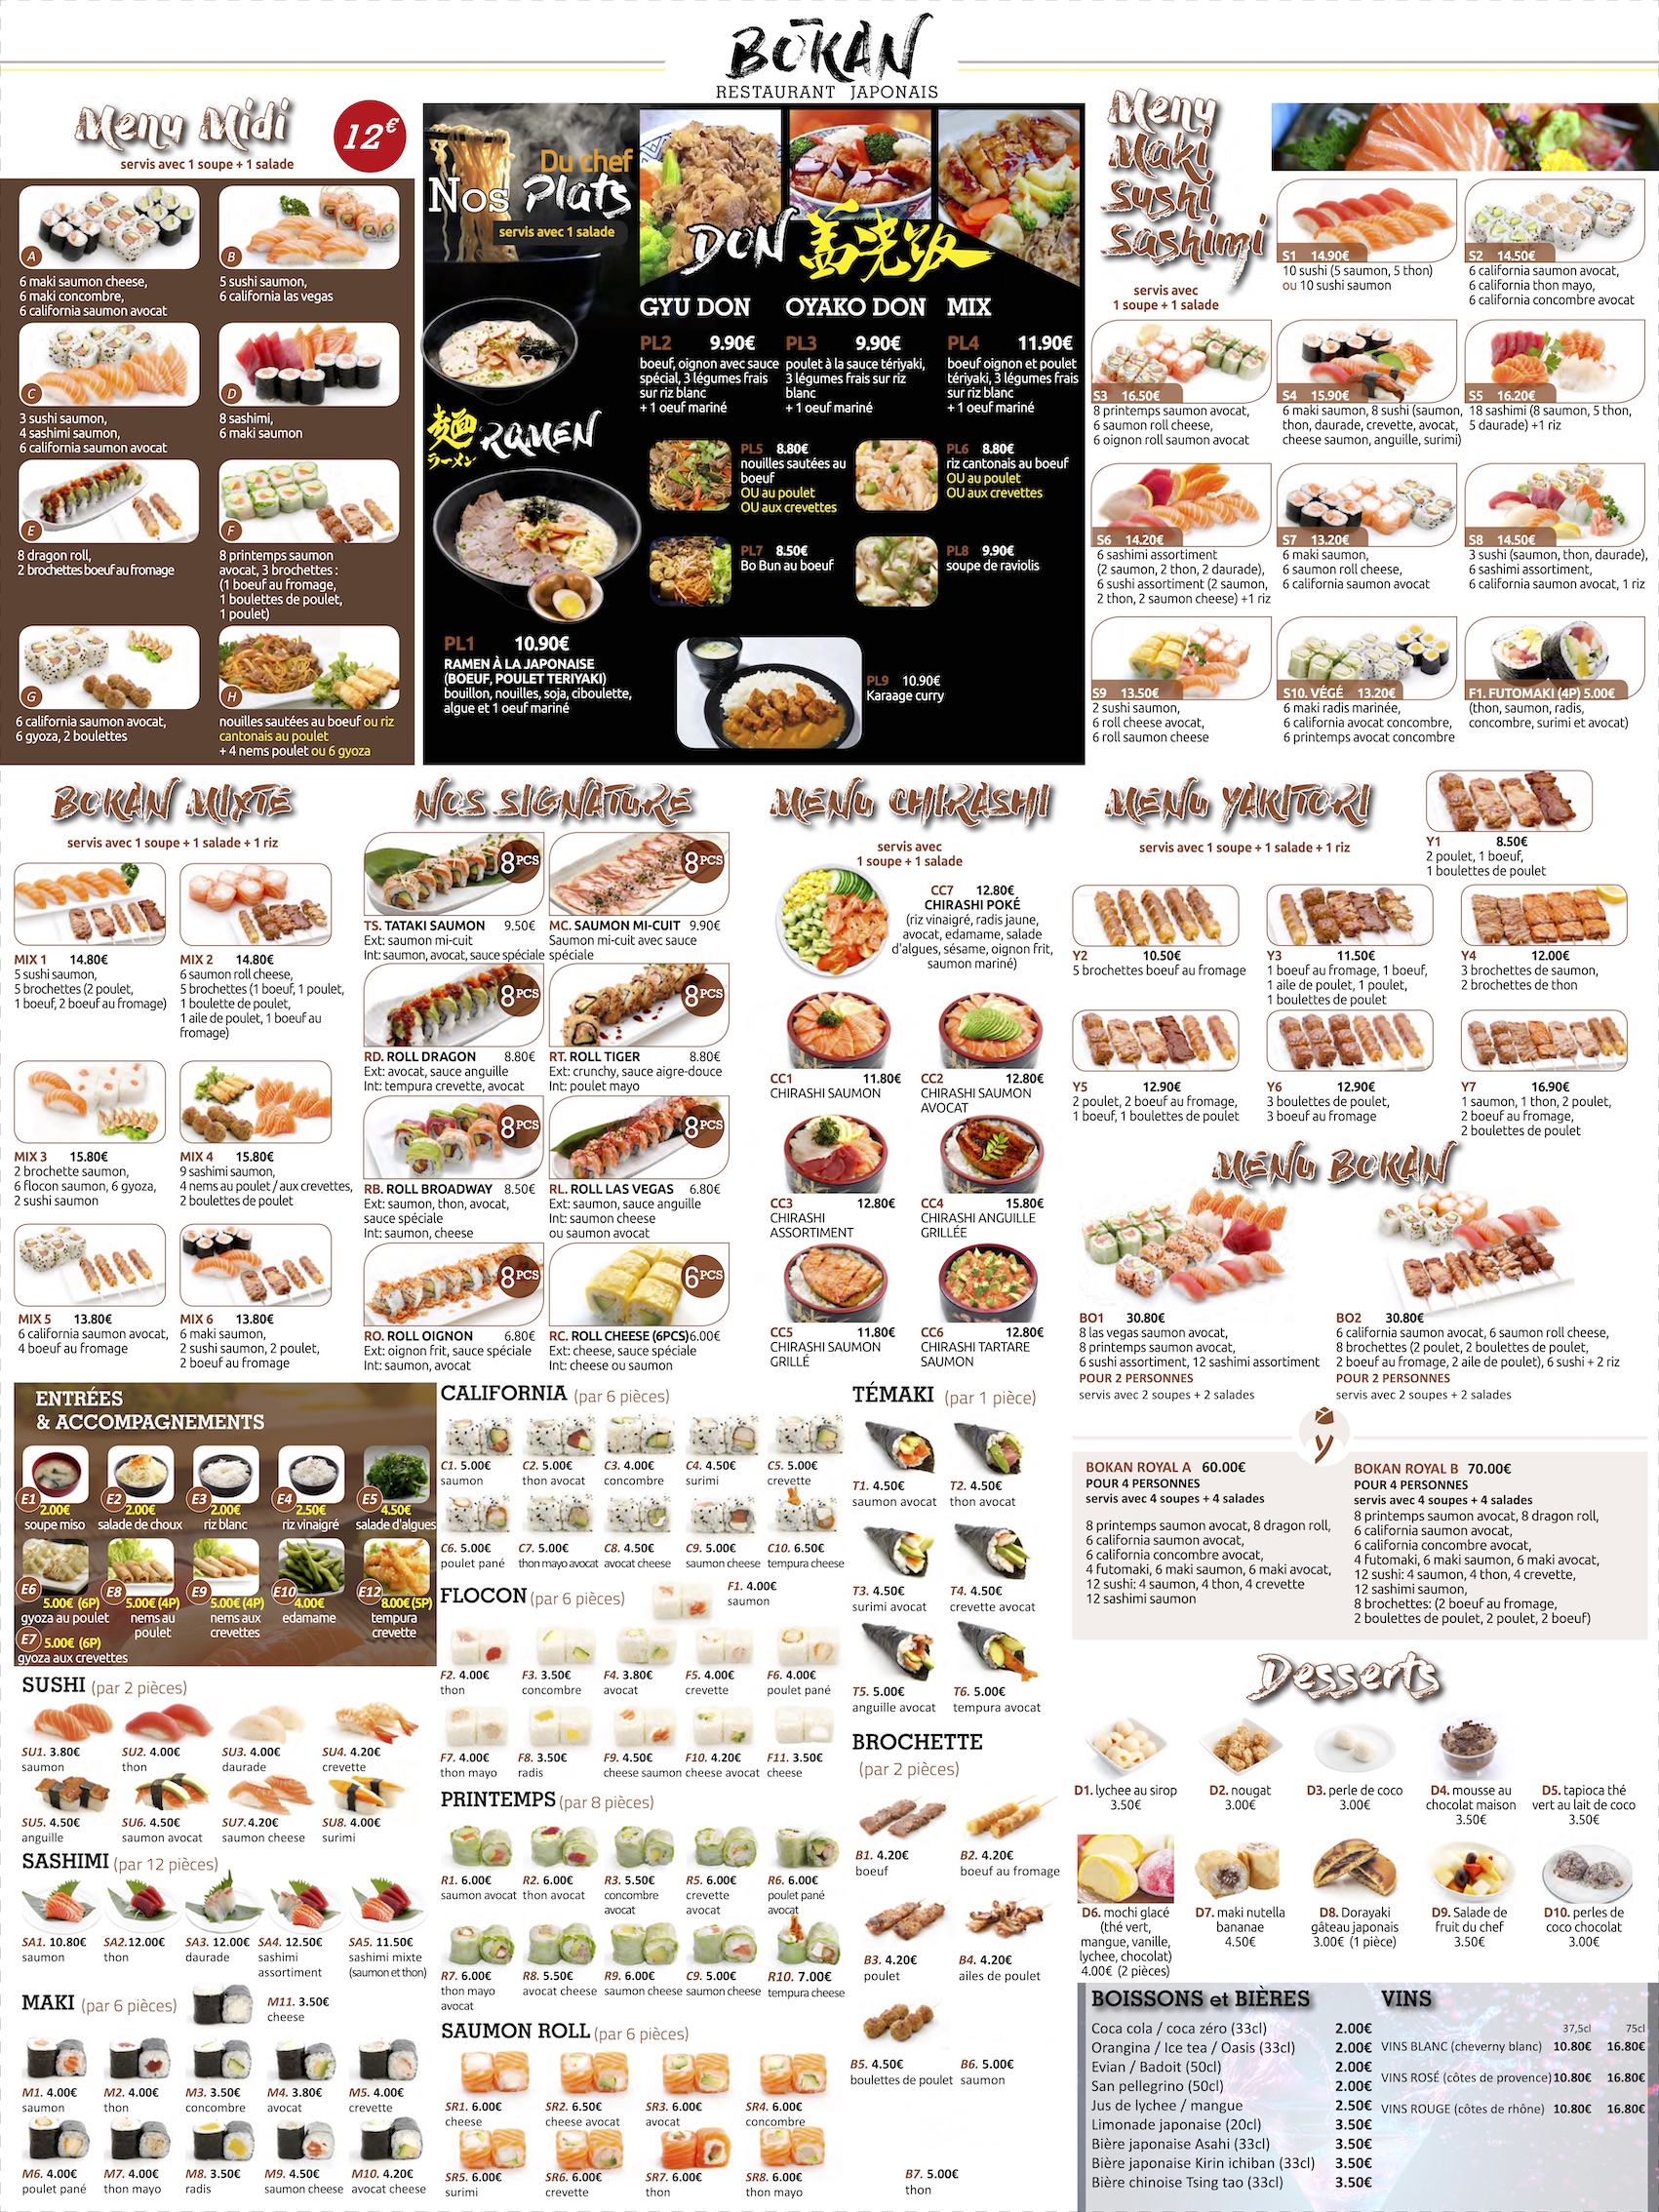 BŌKAN
RESTAURANT JAPONAIS
Menu Midi
12€
servis avec 1 soupe + 1 salade
A
6 maki saumon cheese,
6 maki concombre,
6 california saumon avocat
B
5 sushi saumon,
6 california las vegas
C
3 sushi saumon,
4 sashimi saumon,
6 california saumon avocat
D
8 sashimi,
6 maki saumon
E
8 dragon roll,
2 brochettes boeuf au fromage
F
8 printemps saumon
avocat, 3 brochettes :
(1 boeuf au fromage,
1 boulettes de poulet,
1 poulet)
G
6 california saumon avocat,
6 gyoza, 2 boulettes
H
nouilles sautées au boeuf ou riz
cantonais au poulet
+ 4 nems poulet ou 6 gyoza
Du chef
Nos Plats
servis avec 1 salade
DON
GYU DON
PL2 9.90€
boeuf, oignon avec sauce
spécial, 3 légumes frais
sur riz blanc
+ 1 oeuf mariné
OYAKO DON
PL3 9.90€
poulet à la sauce tériyaki,
3 légumes frais sur riz
blanc
+ 1 oeuf mariné
MIX
PL4 11.90€
boeuf oignon et poulet
tériyaki, 3 légumes frais
sur riz blanc
+ 1 oeuf mariné
麺 RAMEN
ラーメン
PL5 8.80€
nouilles sautées au
boeuf
OU au poulet
OU aux crevettes
PL6 8.80€
riz cantonais au boeuf
OU au poulet
OU aux crevettes
PL7 8.50€
Bo Bun au boeuf
PL8 9.90€
soupe de raviolis
PL1 10.90€
RAMEN À LA JAPONAISE
(BOEUF, POULET TERIYAKI)
bouillon, nouilles, soja, ciboulette,
algue et 1 oeuf mariné
PL9 10.90€
Karaage curry
Menu
Maki
Sushi
Sashimi
servis avec
1 soupe + 1 salade
S1 14.90€
10 sushi (5 saumon, 5 thon)
ou 10 sushi saumon
S2 14.50€
6 california saumon avocat,
6 california thon mayo,
6 california concombre avocat
S3 16.50€
8 printemps saumon avocat,
6 saumon roll cheese,
6 oignon roll saumon avocat
S4 15.90€
6 maki saumon, 8 sushi (saumon,
thon, daurade, crevette, avocat,
cheese saumon, anguille, surimi)
S5 16.20€
18 sashimi (8 saumon, 5 thon,
5 daurade) +1 riz
S6 14.20€
6 sashimi assortiment
(2 saumon, 2 thon, 2 daurade),
6 sushi assortiment (2 saumon,
2 thon, 2 saumon cheese) +1 riz
S7 13.20€
6 maki saumon,
6 saumon roll cheese,
6 california saumon avocat
S8 14.50€
3 sushi (saumon, thon, daurade),
6 sashimi assortiment,
6 california saumon avocat, 1 riz
S9 13.50€
2 sushi saumon,
6 roll cheese avocat,
6 roll saumon cheese
S10. VÉGÉ 13.20€
6 maki radis marinée,
6 california avocat concombre,
6 printemps avocat concombre
F1. FUTOMAKI (4P) 5.00€
(thon, saumon, radis,
concombre, surimi et avocat)
BOKAN MIXTE
servis avec 1 soupe + 1 salade + 1 riz
MIX 1 14.80€
5 sushi saumon,
5 brochettes (2 poulet,
1 boeuf, 2 boeuf au fromage)
MIX 2 14.80€
6 saumon roll cheese,
5 brochettes (1 boeuf, 1 poulet,
1 boulette de poulet,
1 aile de poulet, 1 boeuf au
fromage)
MIX 3 15.80€
2 brochette saumon,
6 flocon saumon, 6 gyoza,
2 sushi saumon
MIX 4 15.80€
9 sashimi saumon,
4 nems au poulet / aux crevettes,
2 boulettes de poulet
MIX 5 13.80€
6 california saumon avocat,
4 boeuf au fromage
MIX 6 13.80€
6 maki saumon,
2 sushi saumon, 2 poulet,
2 boeuf au fromage
NOS SIGNATURE
8PCS
TS. TATAKI SAUMON 9.50€
Ext: saumon mi-cuit
Int: saumon, avocat, sauce spéciale
8PCS
MC. SAUMON MI-CUIT 9.90€
Saumon mi-cuit avec sauce
spéciale
8PCS
RD. ROLL DRAGON 8.80€
Ext: avocat, sauce anguille
Int: tempura crevette, avocat
8PCS
RT. ROLL TIGER 8.80€
Ext: crunchy, sauce aigre-douce
Int: poulet mayo
8PCS
RB. ROLL BROADWAY 8.50€
Ext: saumon, thon, avocat,
sauce spéciale
Int: saumon, cheese
8PCS
RL. ROLL LAS VEGAS 6.80€
Ext: saumon, sauce anguille
Int: saumon cheese
ou saumon avocat
8PCS
RO. ROLL OIGNON 6.80€
Ext: oignon frit, sauce spéciale
Int: saumon, avocat
6PCS
RC. ROLL CHEESE (6PCS) 6.00€
Ext: cheese, sauce spéciale
Int: cheese ou saumon
MENU CHIRASHI
servis avec
1 soupe + 1 salade
CC7 12.80€
CHIRASHI POKÉ
(riz vinaigré, radis jaune,
avocat, edamame, salade
d'algues, sésame, oignon frit,
saumon mariné)
CC1 11.80€
CHIRASHI SAUMON
CC2 12.80€
CHIRASHI SAUMON
AVOCAT
CC3 12.80€
CHIRASHI
ASSORTIMENT
CC4 15.80€
CHIRASHI ANGUILLE
GRILLÉE
CC5 11.80€
CHIRASHI SAUMON
GRILLÉ
CC6 12.80€
CHIRASHI TARTARE
SAUMON
MENU YAKITORI
servis avec 1 soupe + 1 salade + 1 riz
Y1 8.50€
2 poulet, 1 boeuf,
1 boulettes de poulet
Y2 10.50€
5 brochettes boeuf au fromage
Y3 11.50€
1 boeuf au fromage, 1 boeuf,
1 aile de poulet, 1 poulet,
1 boulettes de poulet
Y4 12.00€
3 brochettes de saumon,
2 brochettes de thon
Y5 12.90€
2 poulet, 2 boeuf au fromage,
1 boeuf, 1 boulettes de poulet
Y6 12.90€
3 boulettes de poulet,
3 boeuf au fromage
Y7 16.90€
1 saumon, 1 thon, 2 poulet,
2 boeuf au fromage,
2 boulettes de poulet
MENU BOKAN
BO1 30.80€
8 las vegas saumon avocat,
8 printemps saumon avocat,
6 sushi assortiment, 12 sashimi assortiment
POUR 2 PERSONNES
servis avec 2 soupes + 2 salades
BO2 30.80€
6 california saumon avocat, 6 saumon roll cheese,
8 brochettes (2 poulet, 2 boulettes de poulet,
2 boeuf au fromage, 2 aile de poulet), 6 sushi + 2 riz
POUR 2 PERSONNES
servis avec 2 soupes + 2 salades
BOKAN ROYAL A 60.00€
POUR 4 PERSONNES
servis avec 4 soupes + 4 salades
8 printemps saumon avocat, 8 dragon roll,
6 california saumon avocat,
6 california concombre avocat,
4 futomaki, 6 maki saumon, 6 maki avocat,
12 sushi: 4 saumon, 4 thon, 4 crevette
12 sashimi saumon
BOKAN ROYAL B 70.00€
POUR 4 PERSONNES
servis avec 4 soupes + 4 salades
8 printemps saumon avocat, 8 dragon roll,
6 california saumon avocat,
6 california concombre avocat,
4 futomaki, 6 maki saumon, 6 maki avocat,
12 sushi: 4 saumon, 4 thon, 4 crevette,
12 sashimi saumon,
8 brochettes: (2 boeuf au fromage,
2 boulettes de poulet, 2 poulet, 2 boeuf)
ENTRÉES
& ACCOMPAGNEMENTS
E1 2.00€
soupe miso
E2 2.00€
salade de choux
E3 2.00€
riz blanc
E4 2.50€
riz vinaigré
E5 4.50€
salade d'algues
E6 5.00€ (6P)
gyoza au poulet
E8 5.00€ (4P)
nems au
poulet
E9 5.00€ (4P)
nems aux
crevettes
E10 4.00€
edamame
E12 8.00€ (5P)
tempura
crevette
E7 5.00€ (6P)
gyoza aux crevettes
SUSHI (par 2 pièces)
SU1. 3.80€
saumon
SU2. 4.00€
thon
SU3. 4.00€
daurade
SU4. 4.20€
crevette
SU5. 4.50€
anguille
SU6. 4.50€
saumon avocat
SU7. 4.20€
saumon cheese
SU8. 4.00€
surimi
SASHIMI (par 12 pièces)
SA1. 10.80€
saumon
SA2. 12.00€
thon
SA3. 12.00€
daurade
SA4. 12.50€
sashimi
assortiment
SA5. 11.50€
sashimi mixte
(saumon et thon)
MAKI (par 6 pièces)
M11. 3.50€
cheese
M1. 4.00€
saumon
M2. 4.00€
thon
M3. 3.50€
concombre
M4. 3.80€
avocat
M5. 4.00€
crevette
M6. 4.00€
poulet pané
M7. 4.00€
thon mayo
M8. 3.50€
radis
M9. 4.50€
saumon cheese
M10. 4.20€
avocat cheese
CALIFORNIA (par 6 pièces)
C1. 5.00€
saumon
C2. 5.00€
thon avocat
C3. 4.00€
concombre
C4. 4.50€
surimi
C5. 5.00€
crevette
C6. 5.00€
poulet pané
C7. 5.00€
thon mayo avocat
C8. 4.50€
avocat cheese
C9. 5.00€
saumon cheese
C10. 6.50€
tempura cheese
FLOCON (par 6 pièces)
F1. 4.00€
saumon
F2. 4.00€
thon
F3. 3.50€
concombre
F4. 3.80€
avocat
F5. 4.00€
crevette
F6. 4.00€
poulet pané
F7. 4.00€
thon mayo
F8. 3.50€
radis
F9. 4.50€
cheese saumon
F10. 4.20€
cheese avocat
F11. 3.50€
cheese
PRINTEMPS (par 8 pièces)
R1. 6.00€
saumon avocat
R2. 6.00€
thon avocat
R3. 5.50€
concombre
avocat
R5. 6.00€
crevette
avocat
R6. 6.00€
poulet pané
avocat
R7. 6.00€
thon mayo
avocat
R8. 5.50€
avocat cheese
R9. 6.00€
saumon cheese
C9. 5.00€
saumon cheese
R10. 7.00€
tempura cheese
SAUMON ROLL (par 6 pièces)
SR1. 6.00€
cheese
SR2. 6.50€
cheese avocat
SR3. 6.00€
avocat
SR4. 6.00€
concombre
SR5. 6.00€
surimi
SR6. 6.00€
crevette
SR7. 6.00€
thon
SR8. 6.00€
thon mayo
TÉMAKI (par 1 pièce)
T1. 4.50€
saumon avocat
T2. 4.50€
thon avocat
T3. 4.50€
surimi avocat
T4. 4.50€
crevette avocat
T5. 5.00€
anguille avocat
T6. 5.00€
tempura avocat
BROCHETTE
(par 2 pièces)
B1. 4.20€
boeuf
B2. 4.20€
boeuf au fromage
B3. 4.20€
poulet
B4. 4.20€
ailes de poulet
B5. 4.50€
boulettes de poulet
B6. 5.00€
saumon
B7. 5.00€
thon
Desserts
D1. lychee au sirop
3.50€
D2. nougat
3.00€
D3. perle de coco
3.00€
D4. mousse au
chocolat maison
3.50€
D5. tapioca thé
vert au lait de coco
3.50€
D6. mochi glacé
(thé vert,
mangue, vanille,
lychee, chocolat)
4.00€ (2 pièces)
D7. maki nutella
bananae
4.50€
D8. Dorayaki
gâteau japonais
3.00€ (1 pièce)
D9. Salade de
fruit du chef
3.50€
D10. perles de
coco chocolat
3.00€
BOISSONS et BIÈRES
Coca cola / coca zéro (33cl) 2.00€
Orangina / Ice tea / Oasis (33cl) 2.00€
Evian / Badoit (50cl) 2.00€
San pellegrino (50cl) 2.00€
Jus de lychee / mangue 2.50€
Limonade japonaise (20cl) 3.50€
Bière japonaise Asahi (33cl) 3.50€
Bière japonaise Kirin ichiban (33cl) 3.50€
Bière chinoise Tsing tao (33cl) 3.50€
VINS
37,5cl 75cl
VINS BLANC (cheverny blanc) 10.80€ 16.80€
VINS ROSÉ (côtes de provence) 10.80€ 16.80€
VINS ROUGE (côtes de rhône) 10.80€ 16.80€